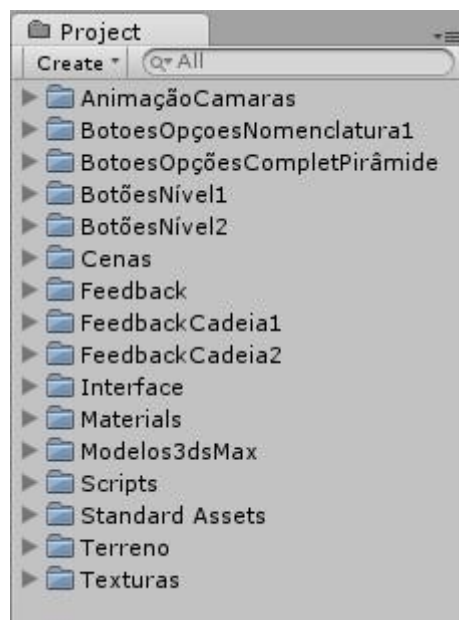 Project
Create All
AnimaçãoCamaras
BotoesOpçoesNomenclatura1
BotoesOpçõesCompletPirâmide
BotõesNível1
BotõesNível2
Cenas
Feedback
FeedbackCadeia1
FeedbackCadeia2
Interface
Materials
Modelos3dsMax
Scripts
Standard Assets
Terreno
Texturas